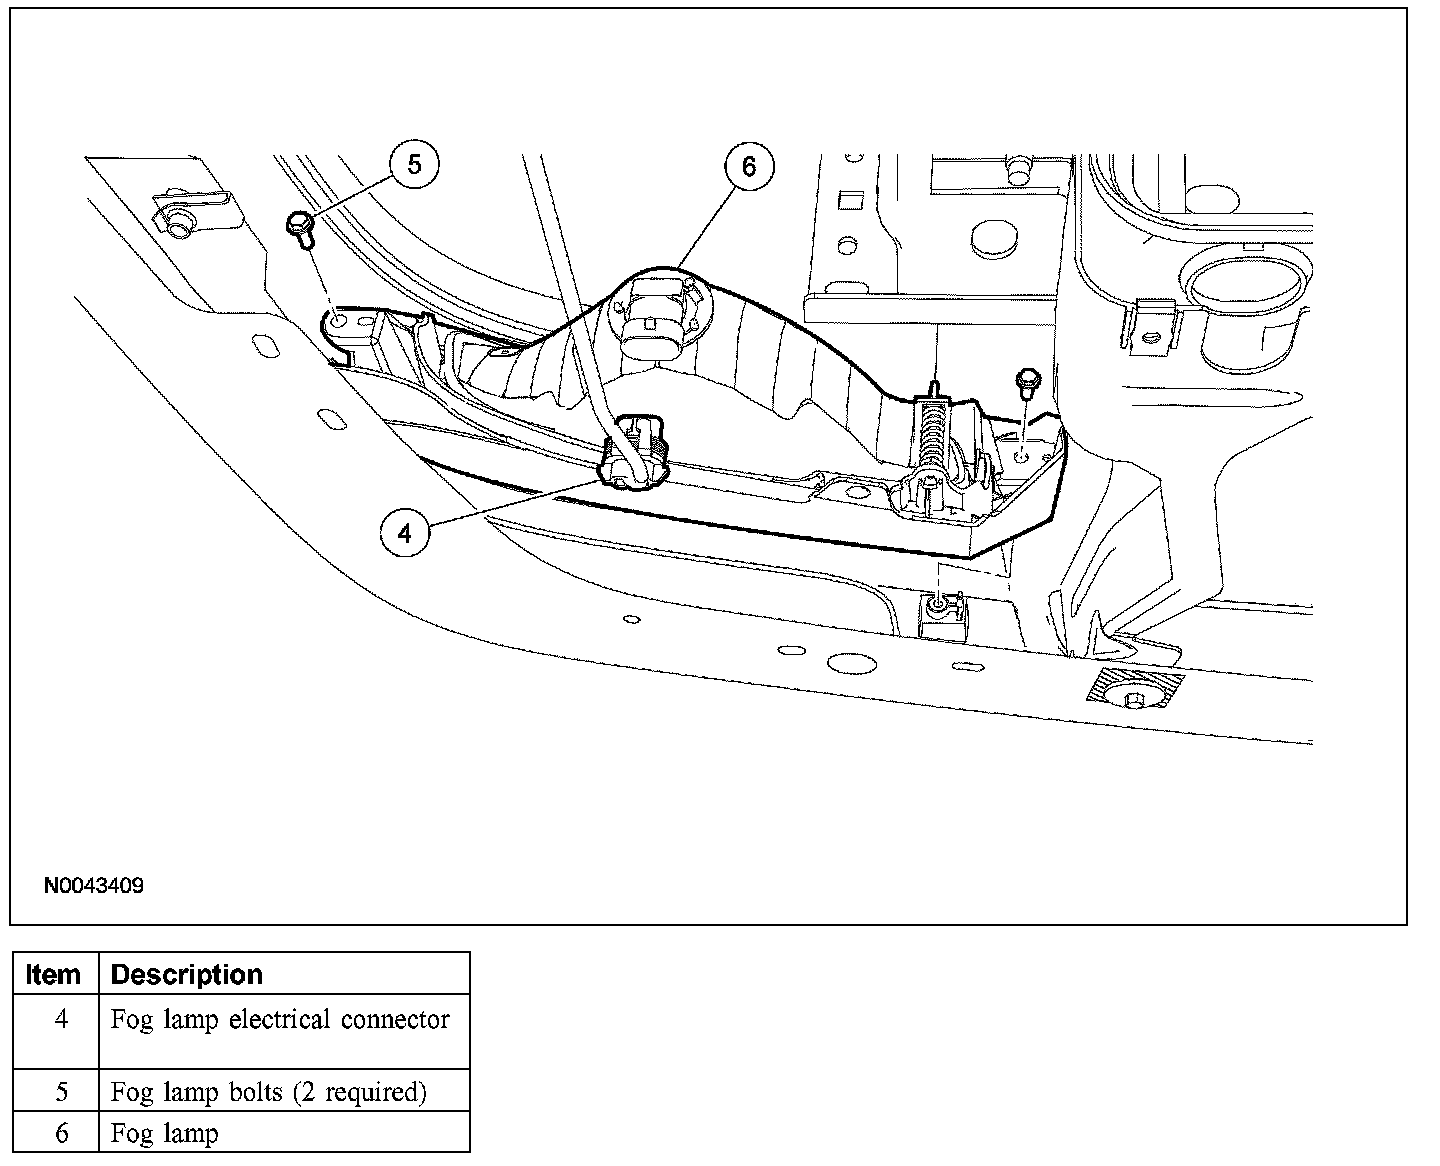 5
6
4
N0043409
Item Description
4 Fog lamp electrical connector
5 Fog lamp bolts (2 required)
6 Fog lamp